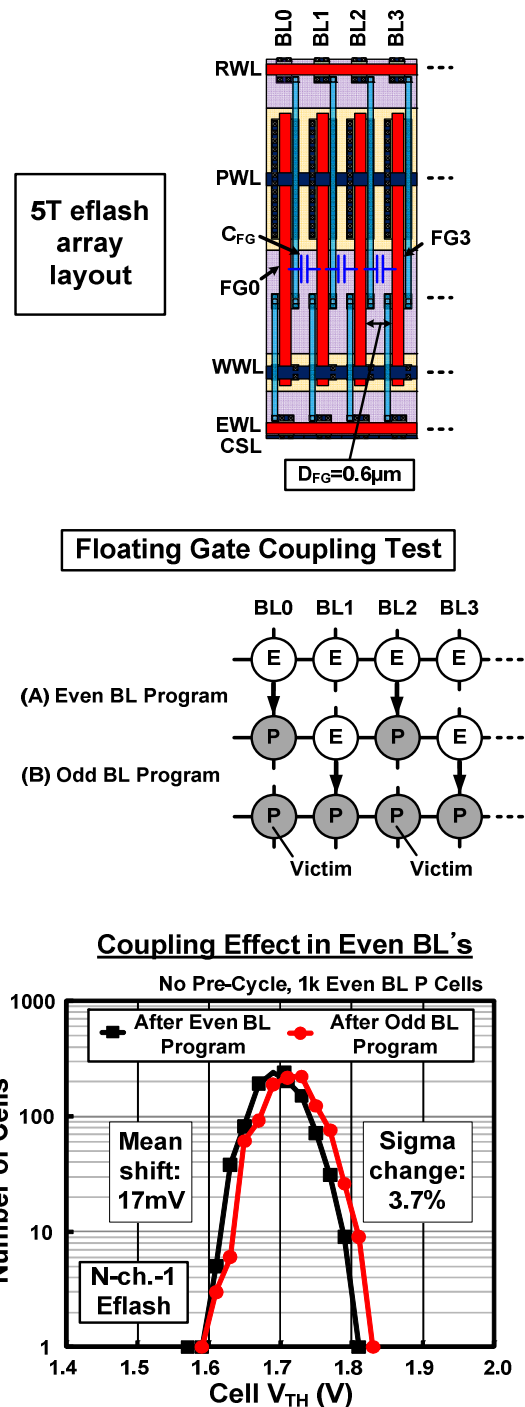 BL0 BL1 BL2 BL3
RWL
PWL
5T eflash
array
layout
CFG
FG3
FG0
WWL
EWL
CSL
DFG=0.6µm
Floating Gate Coupling Test
BL0 BL1 BL2 BL3
E E E E
(A) Even BL Program
P E P E
(B) Odd BL Program
P P P P
Victim Victim
Coupling Effect in Even BL's
No Pre-Cycle, 1k Even BL P Cells
1000
After Even BL
Program
After Odd BL
Program
100
Mean
shift:
17mV
Sigma
change:
3.7%
Number of Cells
10
N-ch.-1
Eflash
1
1.4 1.5 1.6 1.7 1.8 1.9 2.0
Cell VTH (V)